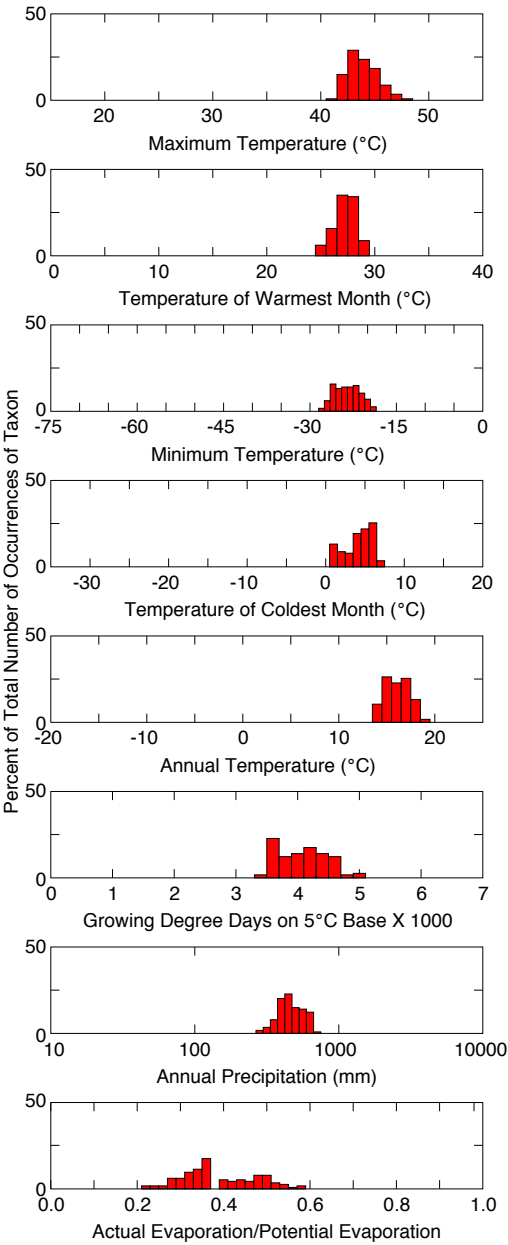 Percent of Total Number of Occurrences of Taxon
50
0
20 30 40 50
Maximum Temperature (°C)
50
0
0 10 20 30 40
Temperature of Warmest Month (°C)
50
0
-75 -60 -45 -30 -15 0
Minimum Temperature (°C)
50
0
-30 -20 -10 0 10 20
Temperature of Coldest Month (°C)
50
0
-20 -10 0 10 20
Annual Temperature (°C)
50
0
0 1 2 3 4 5 6 7
Growing Degree Days on 5°C Base X 1000
50
0
10 100 1000 10000
Annual Precipitation (mm)
50
0
0.0 0.2 0.4 0.6 0.8 1.0
Actual Evaporation/Potential Evaporation